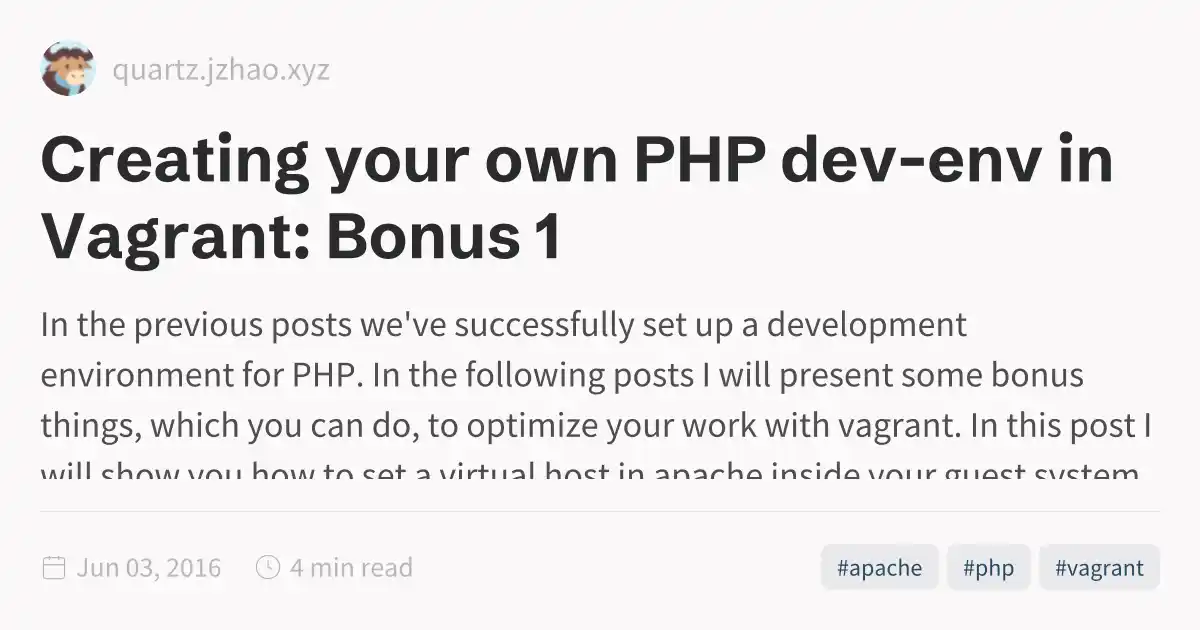 quartz.jzhao.xyz
Creating your own PHP dev-env in
Vagrant: Bonus 1
In the previous posts we've successfully set up a development
environment for PHP. In the following posts I will present some bonus
things, which you can do, to optimize your work with vagrant. In this post I
will show you how to set a virtual host in apache inside your guest system
Jun 03, 2016
4 min read
#apache
#php
#vagrant